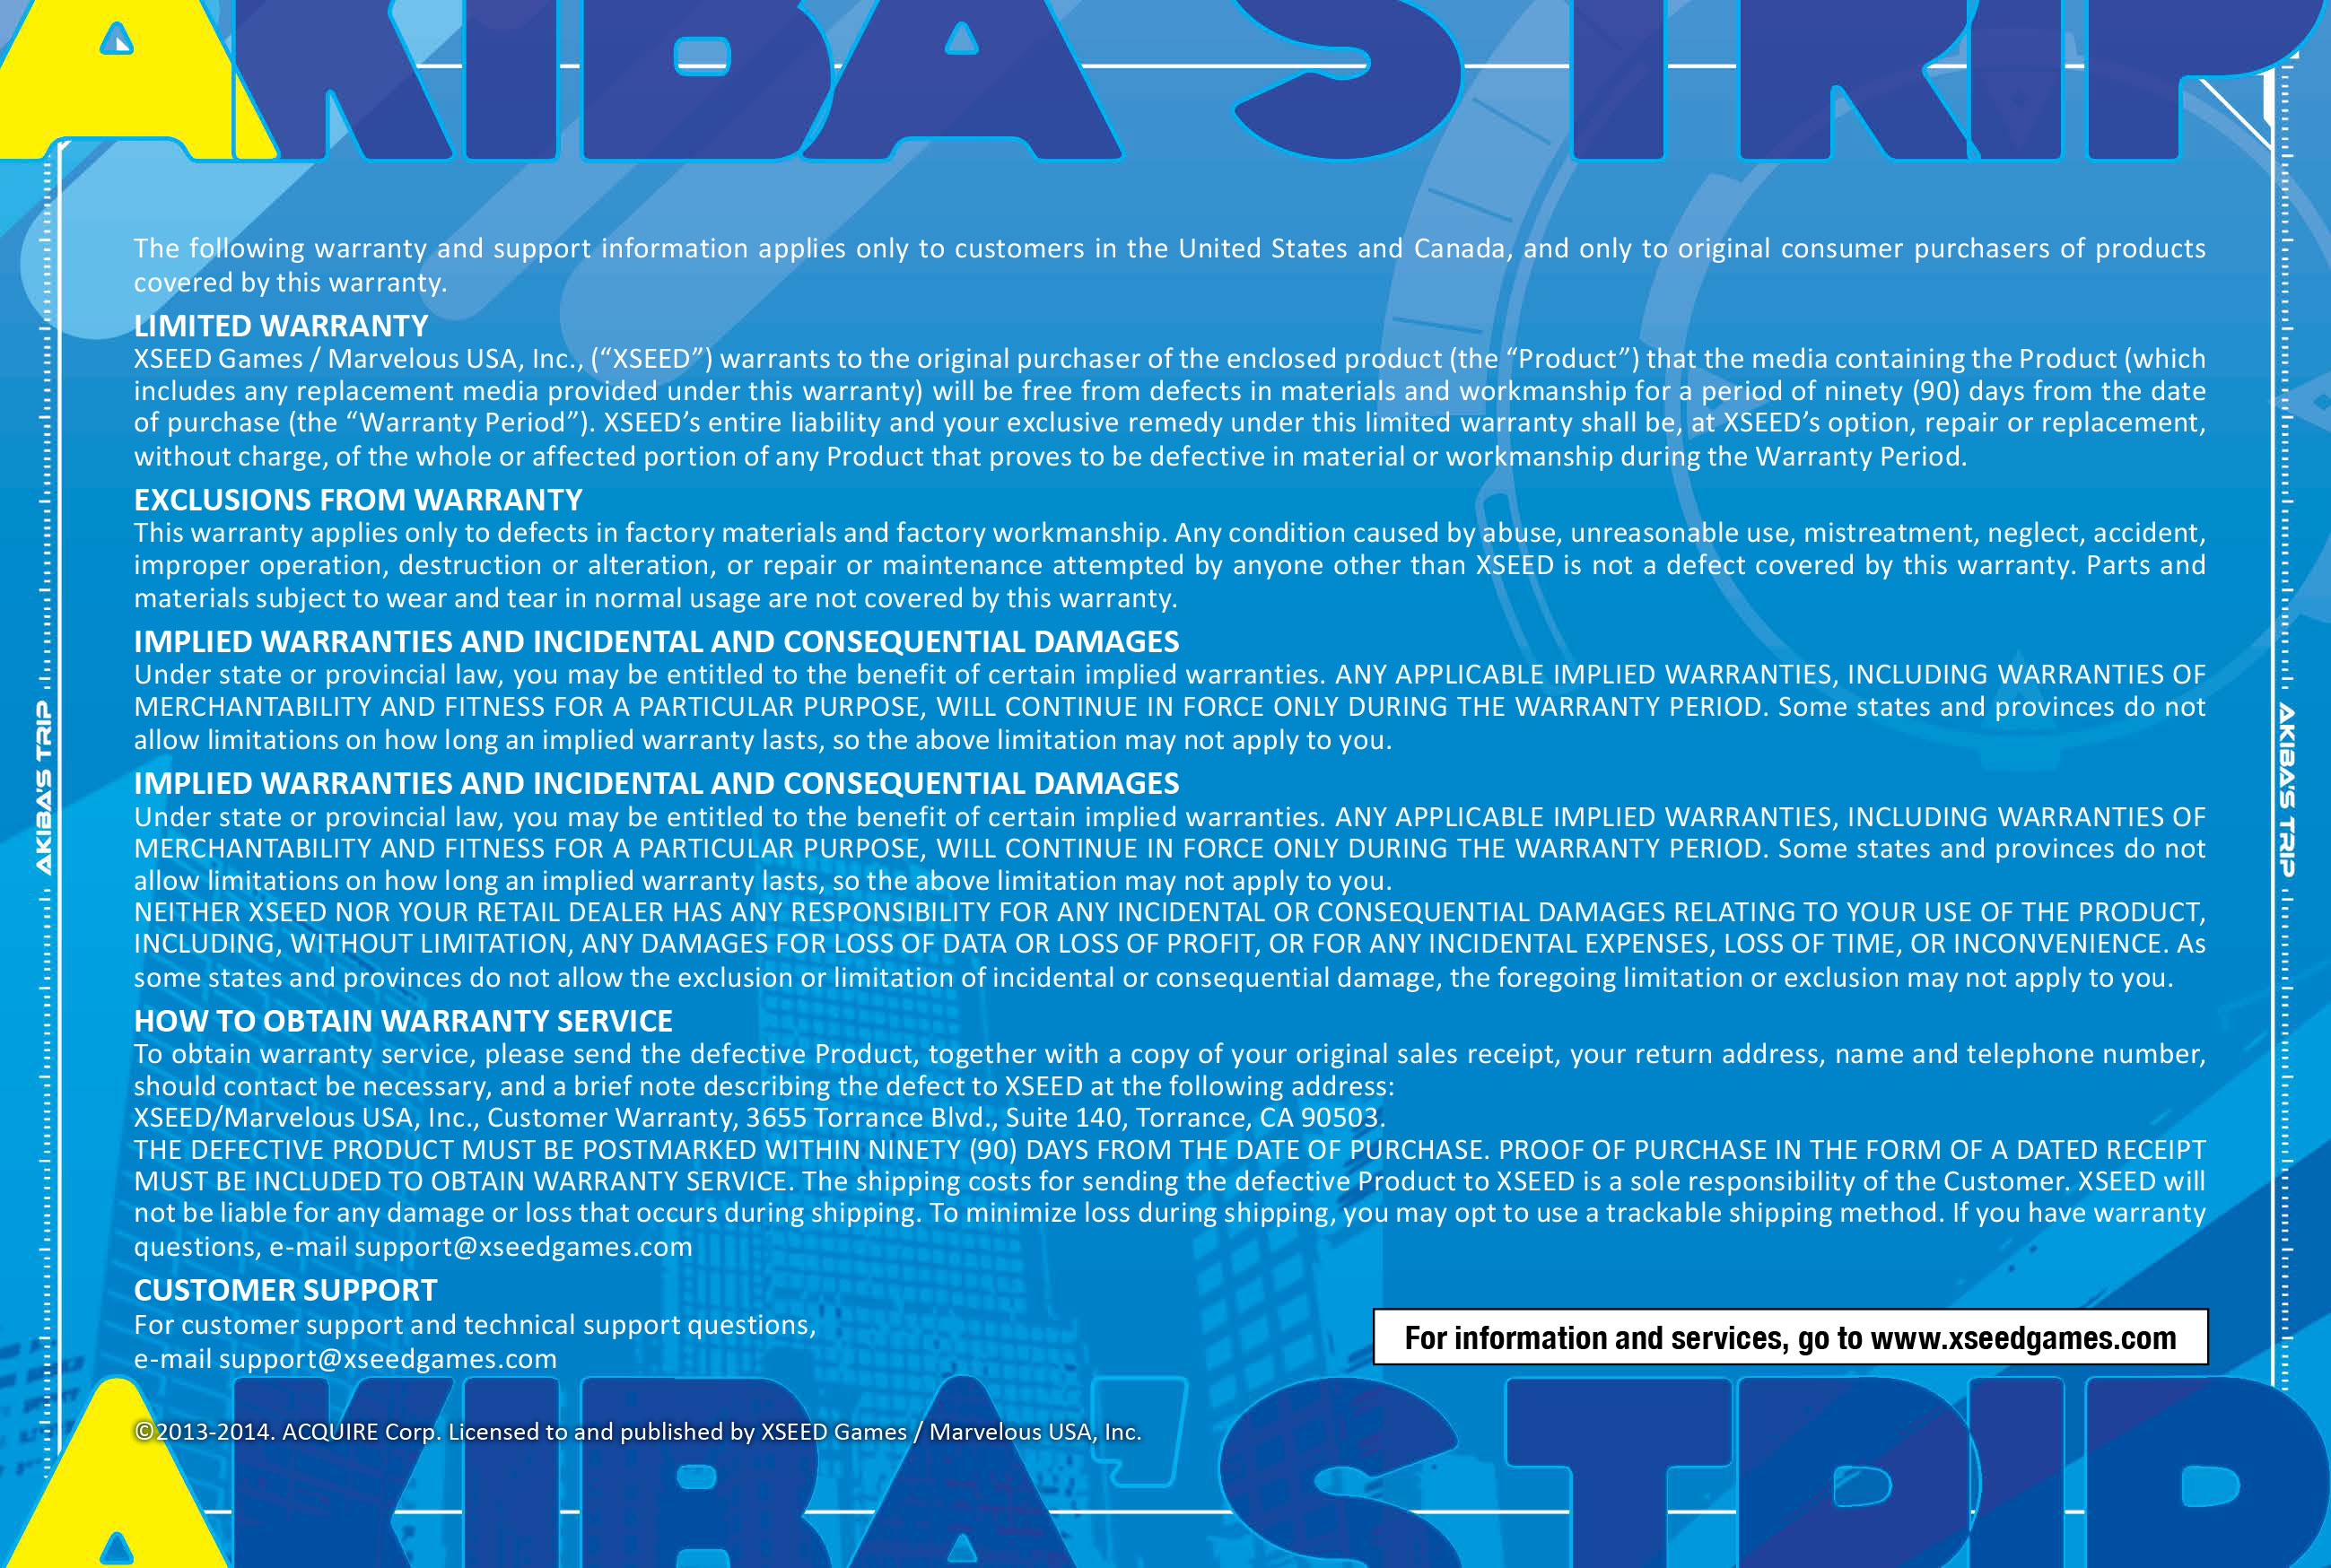 AKIBA'S TRIP
The following warranty and support information applies only to customers in the United States and Canada, and only to original consumer purchasers of products
covered by this warranty.
LIMITED WARRANTY
XSEED Games / Marvelous USA, Inc., (“XSEED”) warrants to the original purchaser of the enclosed product (the “Product”) that the media containing the Product (which
includes any replacement media provided under this warranty) will be free from defects in materials and workmanship for a period of ninety (90) days from the date
of purchase (the “Warranty Period”). XSEED’s entire liability and your exclusive remedy under this limited warranty shall be, at XSEED’s option, repair or replacement,
without charge, of the whole or affected portion of any Product that proves to be defective in material or workmanship during the Warranty Period.
EXCLUSIONS FROM WARRANTY
This warranty applies only to defects in factory materials and factory workmanship. Any condition caused by abuse, unreasonable use, mistreatment, neglect, accident,
improper operation, destruction or alteration, or repair or maintenance attempted by anyone other than XSEED is not a defect covered by this warranty. Parts and
materials subject to wear and tear in normal usage are not covered by this warranty.
IMPLIED WARRANTIES AND INCIDENTAL AND CONSEQUENTIAL DAMAGES
Under state or provincial law, you may be entitled to the benefit of certain implied warranties. ANY APPLICABLE IMPLIED WARRANTIES, INCLUDING WARRANTIES OF
MERCHANTABILITY AND FITNESS FOR A PARTICULAR PURPOSE, WILL CONTINUE IN FORCE ONLY DURING THE WARRANTY PERIOD. Some states and provinces do not
allow limitations on how long an implied warranty lasts, so the above limitation may not apply to you.
IMPLIED WARRANTIES AND INCIDENTAL AND CONSEQUENTIAL DAMAGES
Under state or provincial law, you may be entitled to the benefit of certain implied warranties. ANY APPLICABLE IMPLIED WARRANTIES, INCLUDING WARRANTIES OF
MERCHANTABILITY AND FITNESS FOR A PARTICULAR PURPOSE, WILL CONTINUE IN FORCE ONLY DURING THE WARRANTY PERIOD. Some states and provinces do not
allow limitations on how long an implied warranty lasts, so the above limitation may not apply to you.
NEITHER XSEED NOR YOUR RETAIL DEALER HAS ANY RESPONSIBILITY FOR ANY INCIDENTAL OR CONSEQUENTIAL DAMAGES RELATING TO YOUR USE OF THE PRODUCT,
INCLUDING, WITHOUT LIMITATION, ANY DAMAGES FOR LOSS OF DATA OR LOSS OF PROFIT, OR FOR ANY INCIDENTAL EXPENSES, LOSS OF TIME, OR INCONVENIENCE. As
some states and provinces do not allow the exclusion or limitation of incidental or consequential damage, the foregoing limitation or exclusion may not apply to you.
HOW TO OBTAIN WARRANTY SERVICE
To obtain warranty service, please send the defective Product, together with a copy of your original sales receipt, your return address, name and telephone number,
should contact be necessary, and a brief note describing the defect to XSEED at the following address:
XSEED/Marvelous USA, Inc., Customer Warranty, 3655 Torrance Blvd., Suite 140, Torrance, CA 90503.
THE DEFECTIVE PRODUCT MUST BE POSTMARKED WITHIN NINETY (90) DAYS FROM THE DATE OF PURCHASE. PROOF OF PURCHASE IN THE FORM OF A DATED RECEIPT
MUST BE INCLUDED TO OBTAIN WARRANTY SERVICE. The shipping costs for sending the defective Product to XSEED is a sole responsibility of the Customer. XSEED will
not be liable for any damage or loss that occurs during shipping. To minimize loss during shipping, you may opt to use a trackable shipping method. If you have warranty
questions, e-mail support@xseedgames.com
CUSTOMER SUPPORT
For customer support and technical support questions,
e-mail support@xseedgames.com
For information and services, go to www.xseedgames.com
©2013-2014. ACQUIRE Corp. Licensed to and published by XSEED Games / Marvelous USA, Inc.
AKIBA'S TRIP
AKIBA'S TRIP
AKIBA'S TRIP